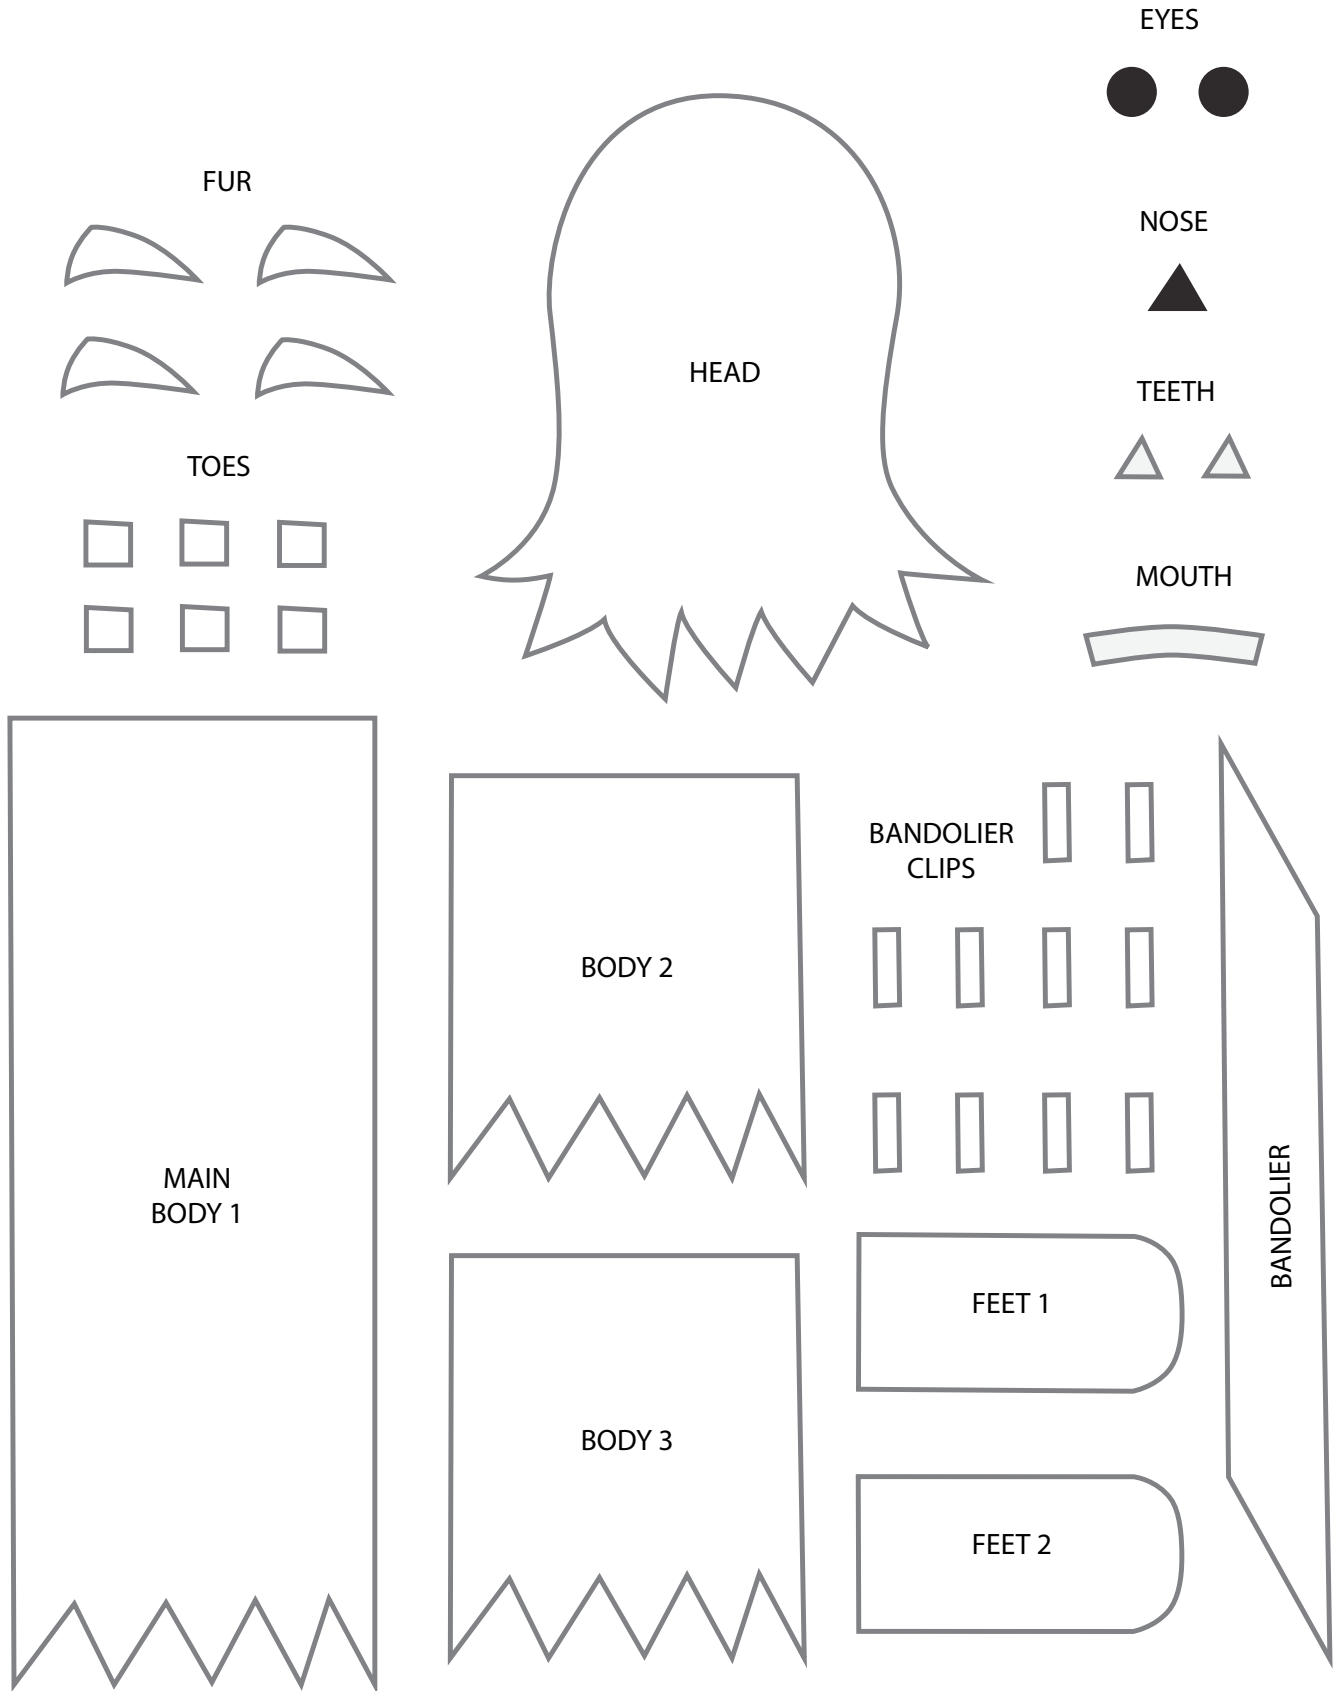 EYES
FUR
NOSE
HEAD
TEETH
TOES
MOUTH
BANDOLIER
CLIPS
BODY 2
MAIN
BODY 1
BANDOLIER
FEET 1
BODY 3
FEET 2